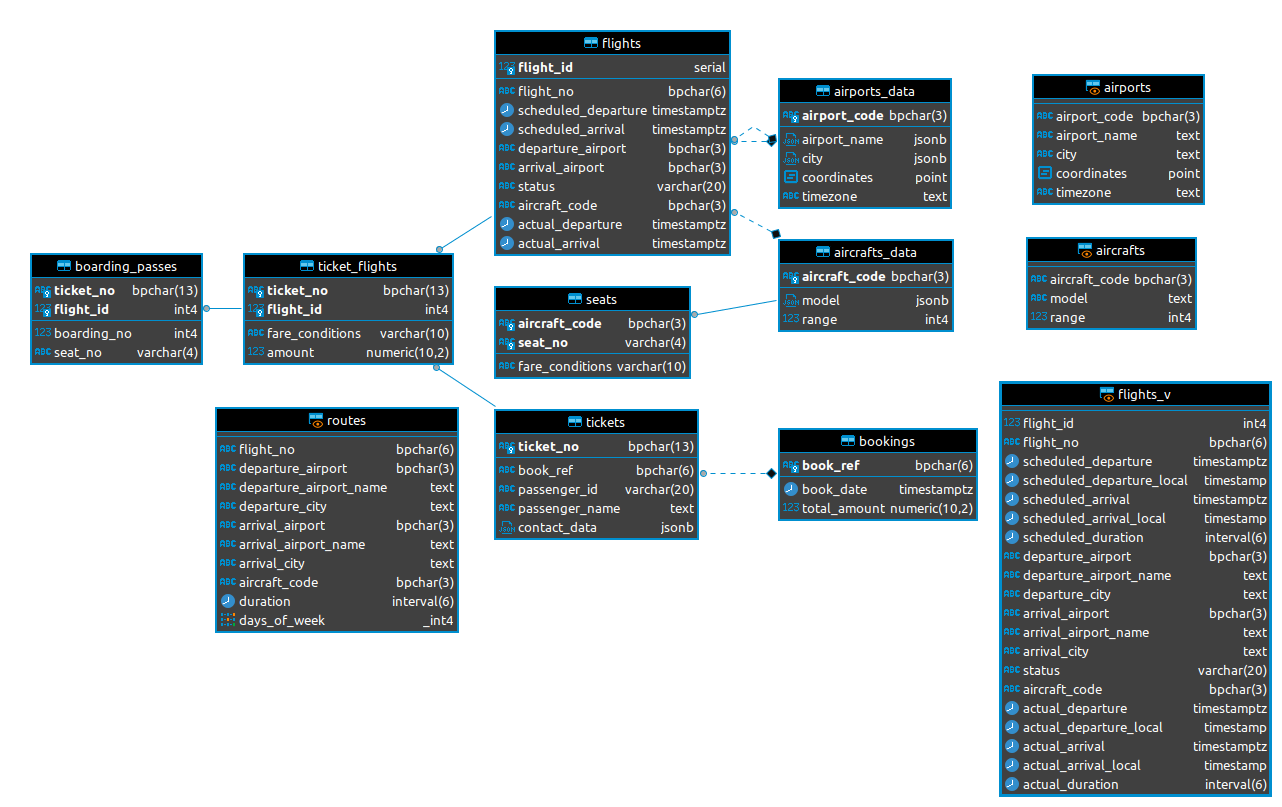 flights
flight_id serial
flight_no bpchar(6)
scheduled_departure timestamptz
scheduled_arrival timestamptz
departure_airport bpchar(3)
arrival_airport bpchar(3)
status varchar(20)
aircraft_code bpchar(3)
actual_departure timestamptz
actual_arrival timestamptz
airports_data
airport_code bpchar(3)
airport_name jsonb
city jsonb
coordinates point
timezone text
airports
airport_code bpchar(3)
airport_name text
city text
coordinates point
timezone text
boarding_passes
ticket_no bpchar(13)
flight_id int4
boarding_no int4
seat_no varchar(4)
ticket_flights
ticket_no bpchar(13)
flight_id int4
fare_conditions varchar(10)
amount numeric(10,2)
seats
aircraft_code bpchar(3)
seat_no varchar(4)
fare_conditions varchar(10)
aircrafts_data
aircraft_code bpchar(3)
model jsonb
range int4
aircrafts
aircraft_code bpchar(3)
model text
range int4
routes
flight_no bpchar(6)
departure_airport bpchar(3)
departure_airport_name text
departure_city text
arrival_airport bpchar(3)
arrival_airport_name text
arrival_city text
aircraft_code bpchar(3)
duration interval(6)
days_of_week _int4
tickets
ticket_no bpchar(13)
book_ref bpchar(6)
passenger_id varchar(20)
passenger_name text
contact_data jsonb
bookings
book_ref bpchar(6)
book_date timestamptz
total_amount numeric(10,2)
flights_v
flight_id int4
flight_no bpchar(6)
scheduled_departure timestamptz
scheduled_departure_local timestamp
scheduled_arrival timestamptz
scheduled_arrival_local timestamp
scheduled_duration interval(6)
departure_airport bpchar(3)
departure_airport_name text
departure_city text
arrival_airport bpchar(3)
arrival_airport_name text
arrival_city text
status varchar(20)
aircraft_code bpchar(3)
actual_departure timestamptz
actual_departure_local timestamp
actual_arrival timestamptz
actual_arrival_local timestamp
actual_duration interval(6)